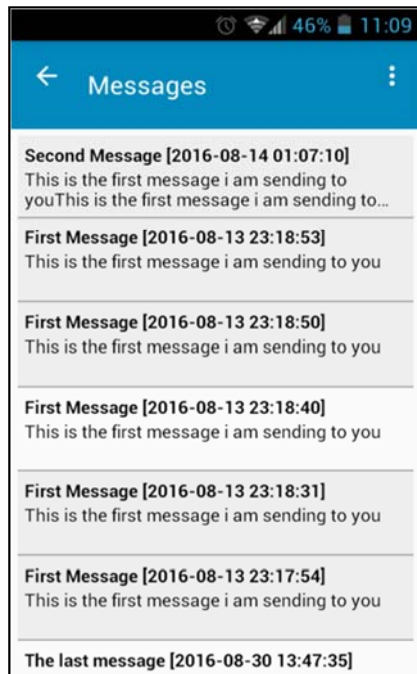 46% 11:09
Messages
Second Message [2016-08-14 01:07:10]
This is the first message i am sending to
youThis is the first message i am sending to...
First Message [2016-08-13 23:18:53]
This is the first message i am sending to you
First Message [2016-08-13 23:18:50]
This is the first message i am sending to you
First Message [2016-08-13 23:18:40]
This is the first message i am sending to you
First Message [2016-08-13 23:18:31]
This is the first message i am sending to you
First Message [2016-08-13 23:17:54]
This is the first message i am sending to you
The last message [2016-08-30 13:47:35]